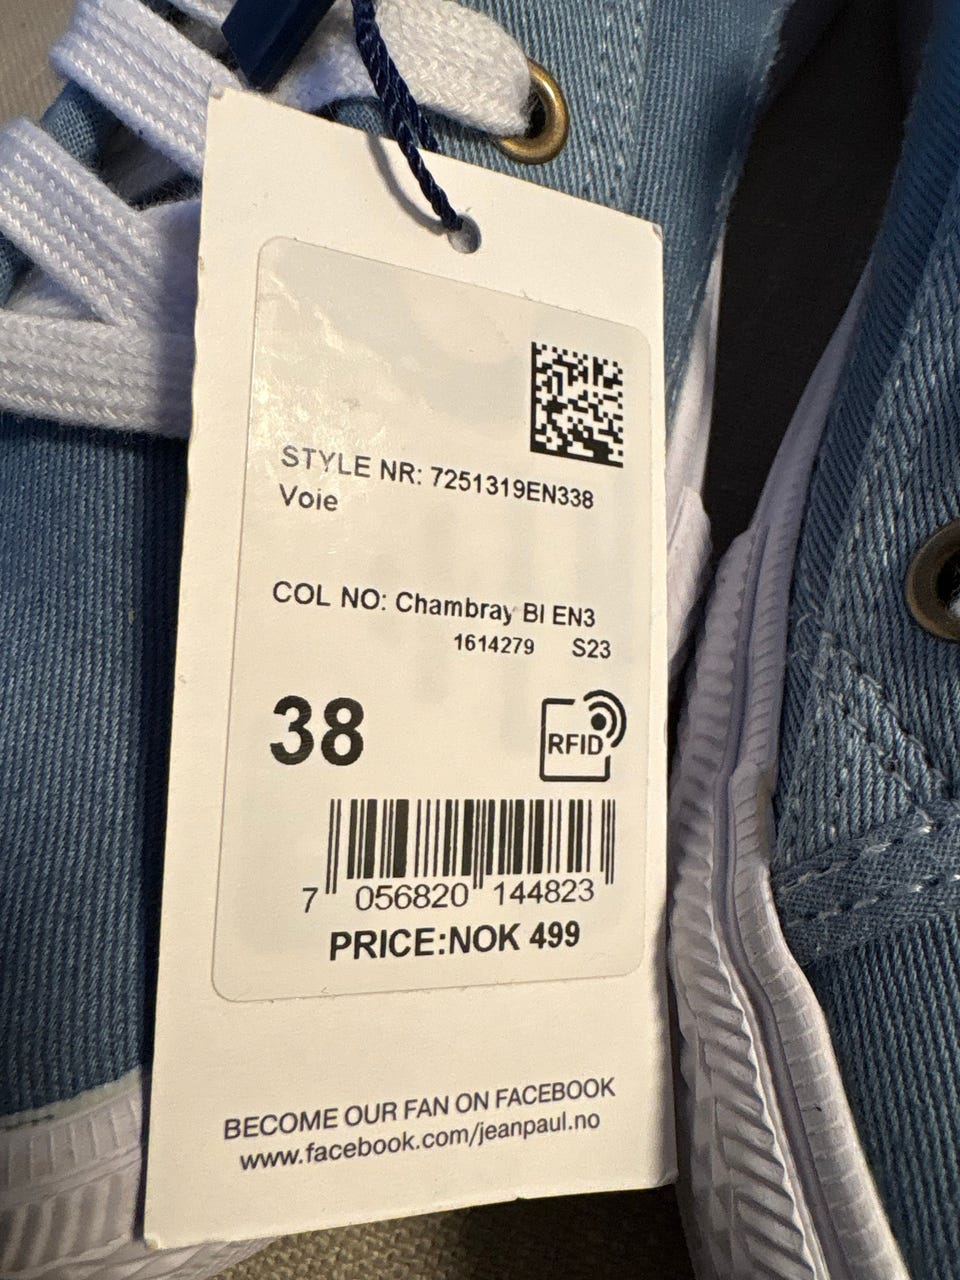 STYLE NR: 7251319EN338
Voie
COL NO: Chambray Bl EN3
1614279 S23
38
RFID
7 056820 144823
PRICE:NOK 499
BECOME OUR FAN ON FACEBOOK
www.facebook.com/jeanpaul.no